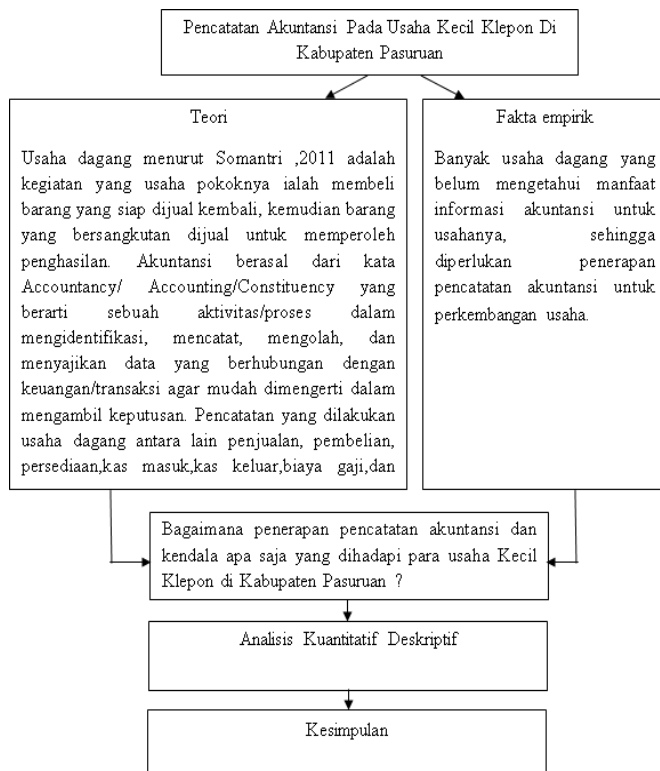 Pencatatan Akuntansi Pada Usaha Kecil Klepon Di
Kabupaten Pasuruan
Teori
Usaha dagang menurut Somantri ,2011 adalah
kegiatan yang usaha pokoknya ialah membeli
barang yang siap dijual kembali, kemudian barang
yang bersangkutan dijual untuk memperoleh
penghasilan. Akuntansi berasal dari kata
Accountancy/ Accounting/Constituency yang
berarti sebuah aktivitas/proses dalam
mengidentifikasi, mencatat, mengolah, dan
menyajikan data yang berhubungan dengan
keuangan/transaksi agar mudah dimengerti dalam
mengambil keputusan. Pencatatan yang dilakukan
usaha dagang antara lain penjualan, pembelian,
persediaan,kas masuk,kas keluar,biaya gaji,dan
Fakta empirik
Banyak usaha dagang yang
belum mengetahui manfaat
informasi akuntansi untuk
usahanya, sehingga
diperlukan penerapan
pencatatan akuntansi untuk
perkembangan usaha.
Bagaimana penerapan pencatatan akuntansi dan
kendala apa saja yang dihadapi para usaha Kecil
Klepon di Kabupaten Pasuruan ?
Analisis Kuantitatif Deskriptif
Kesimpulan